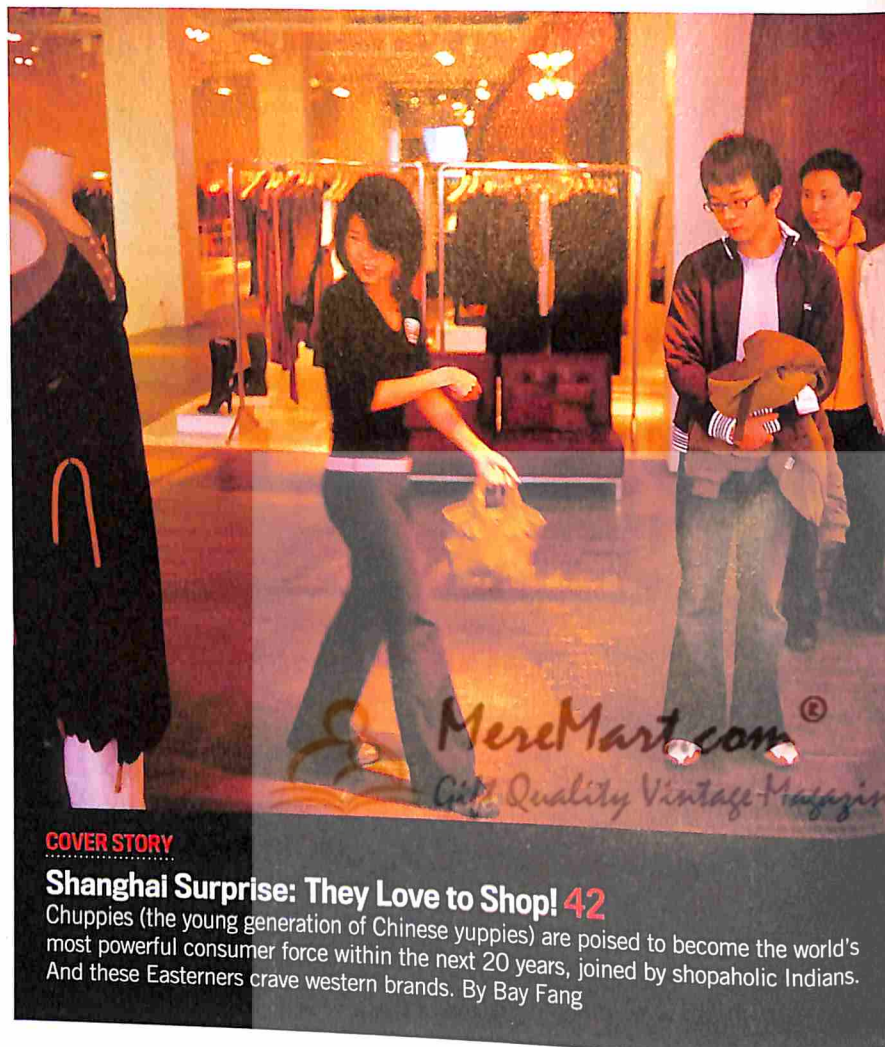 MereMart.com®
Gift Quality Vintage Magazin
COVER STORY
Shanghai Surprise: They Love to Shop! 42
Chuppies (the young generation of Chinese yuppies) are poised to become the world's
most powerful consumer force within the next 20 years, joined by shopaholic Indians.
And these Easterners crave western brands. By Bay Fang